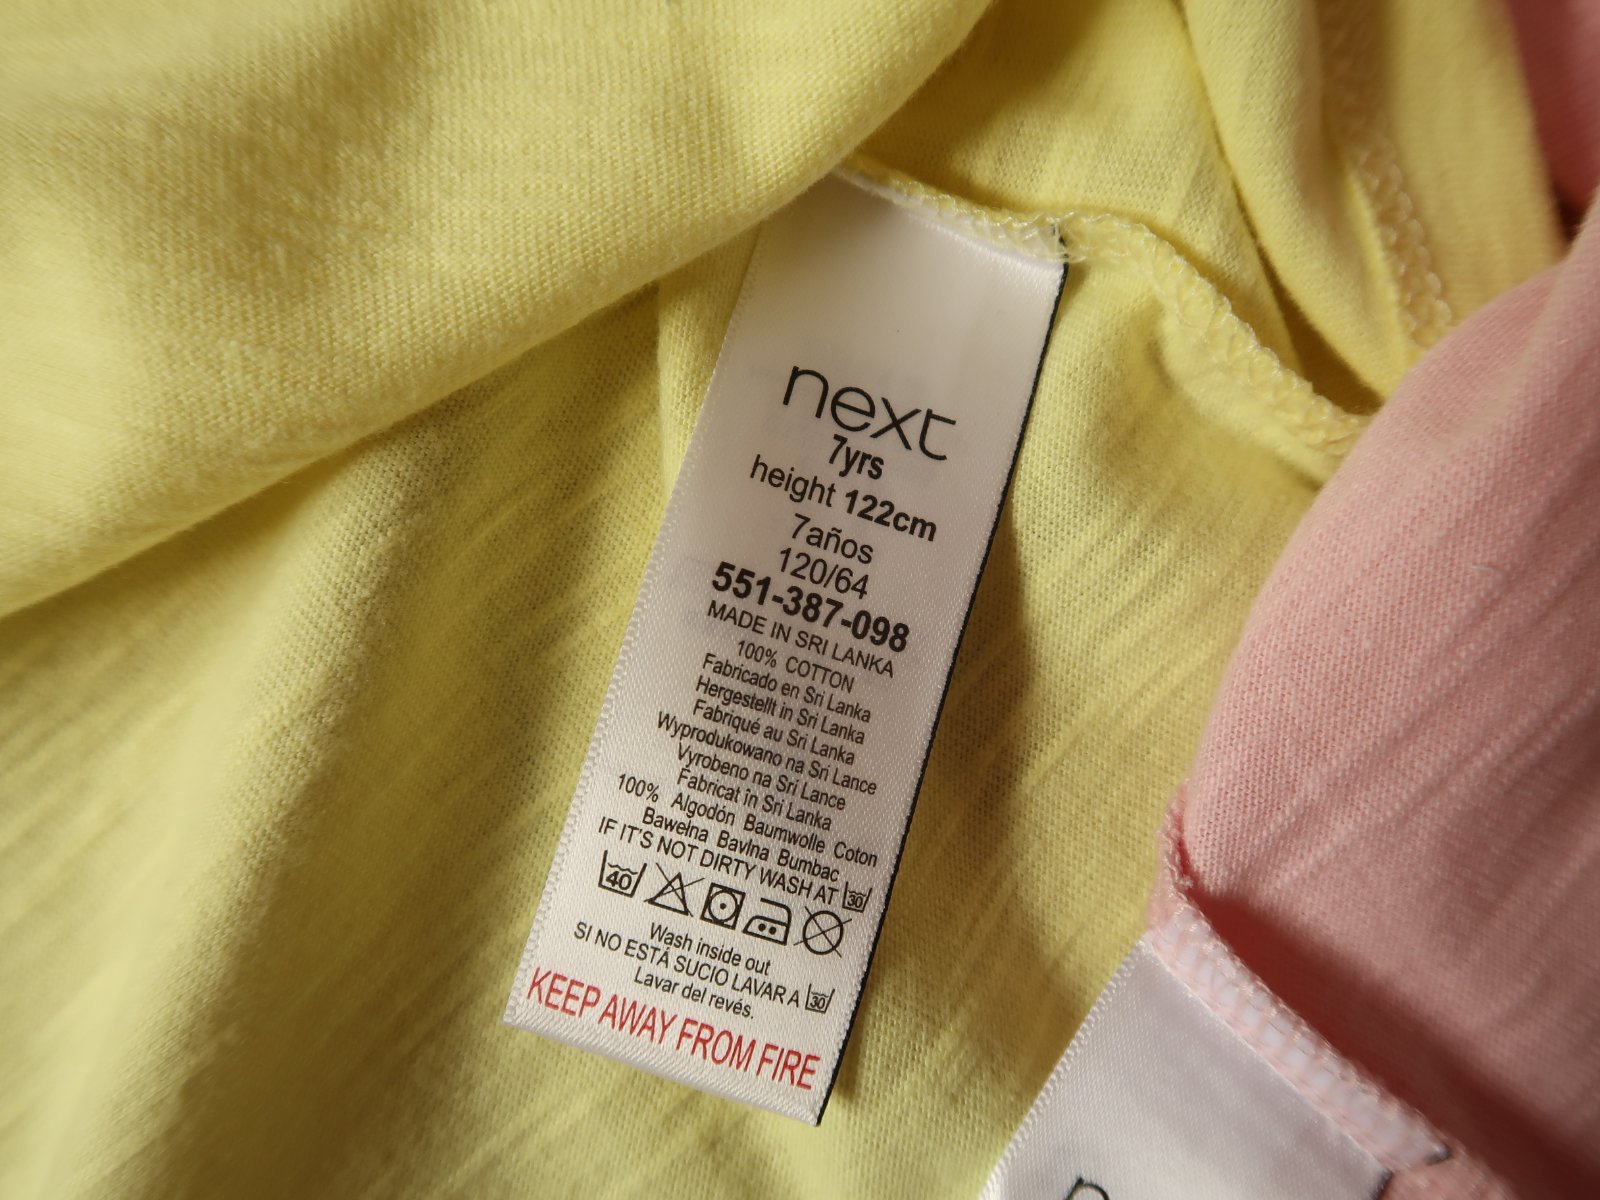 next
7yrs
height 122cm
7años
120/64
551-387-098
MADE IN SRI LANKA
100% COTTON
Fabricado en Sri Lanka
Hergestellt in Sri Lanka
Fabriqué au Sri Lanka
Wyprodukowano na Sri Lance
Vyrobeno na Srí Lance
Fabricat în Sri Lanka
100% Algodón Baumwolle Coton
Bawełna Bavlna Bumbac
IF IT'S NOT DIRTY WASH AT 30
40
Wash inside out
SI NO ESTÁ SUCIO LAVAR A 30
Lavar del revés.
KEEP AWAY FROM FIRE